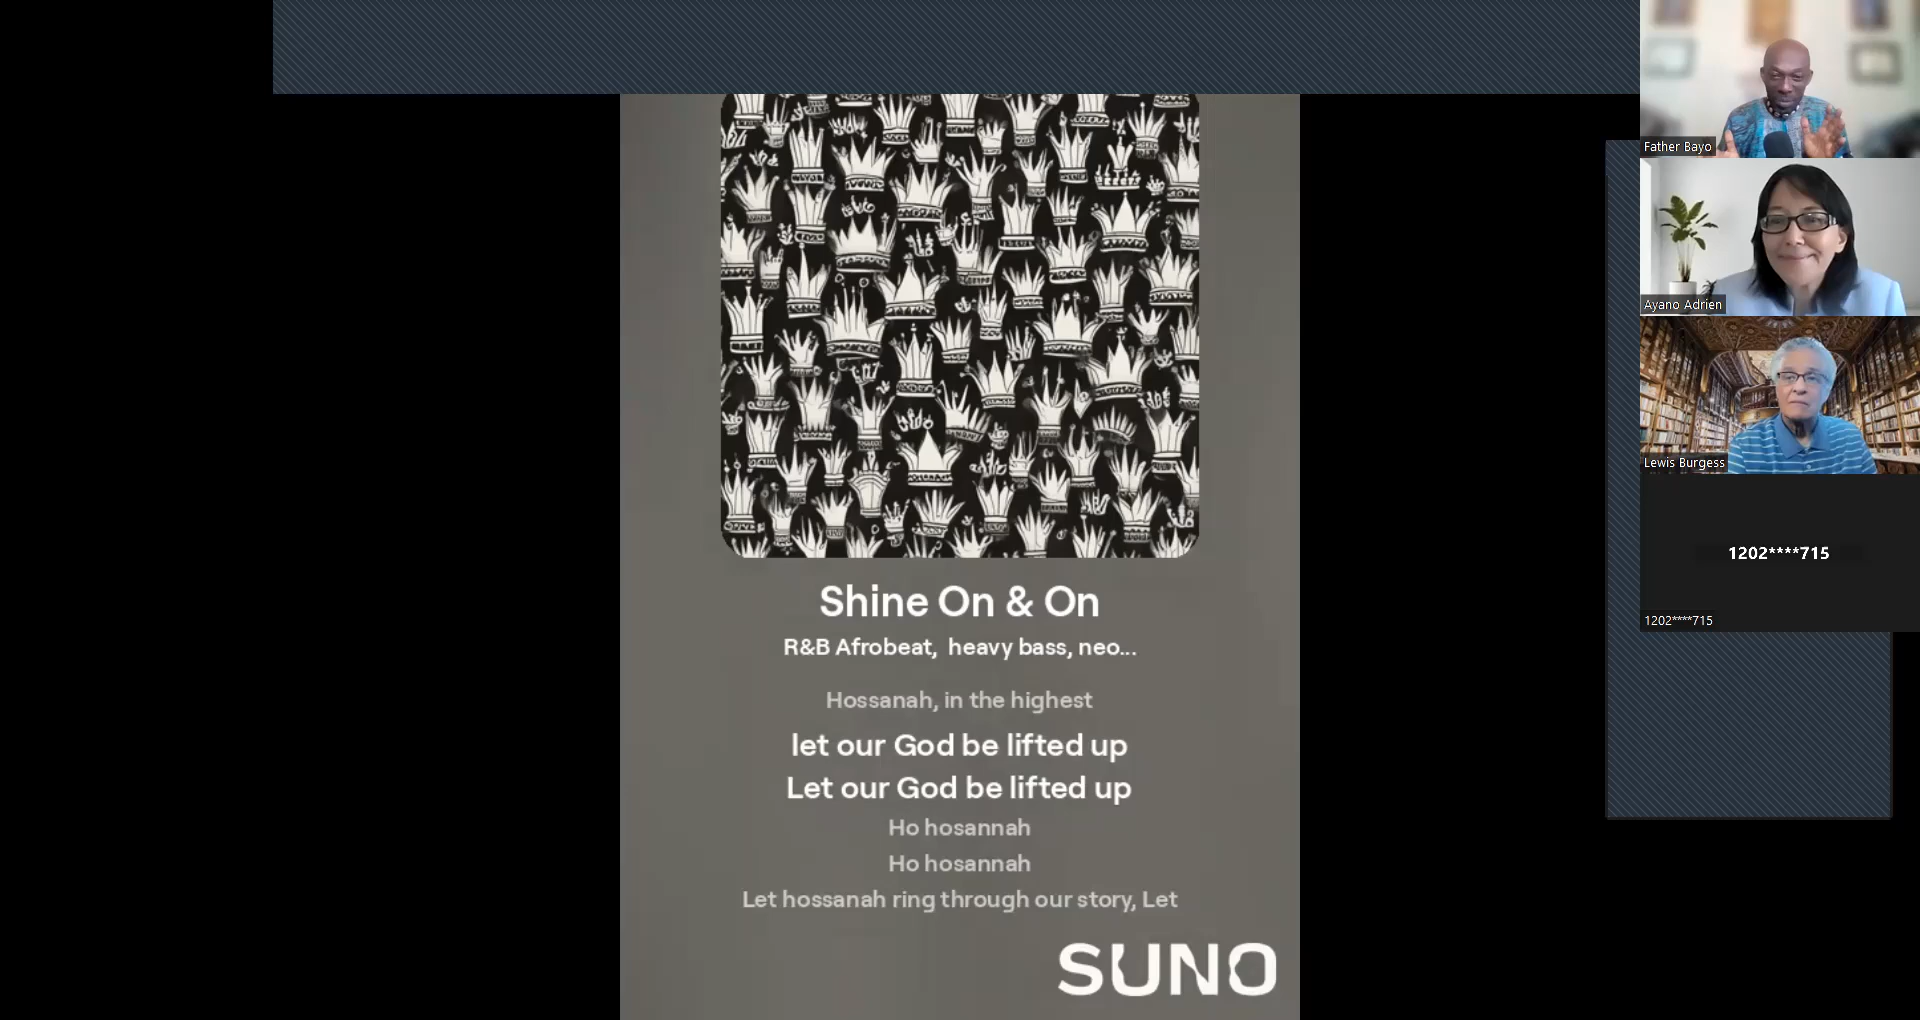 Shine On & On
R&B Afrobeat, heavy bass, neo...
Hossanah, in the highest
let our God be lifted up
Let our God be lifted up
Ho hosannah
Ho hosannah
Let hossanah ring through our story, Let
SUNO
Father Bayo
Ayano Adrien
Lewis Burgess
1202****715
1202****715